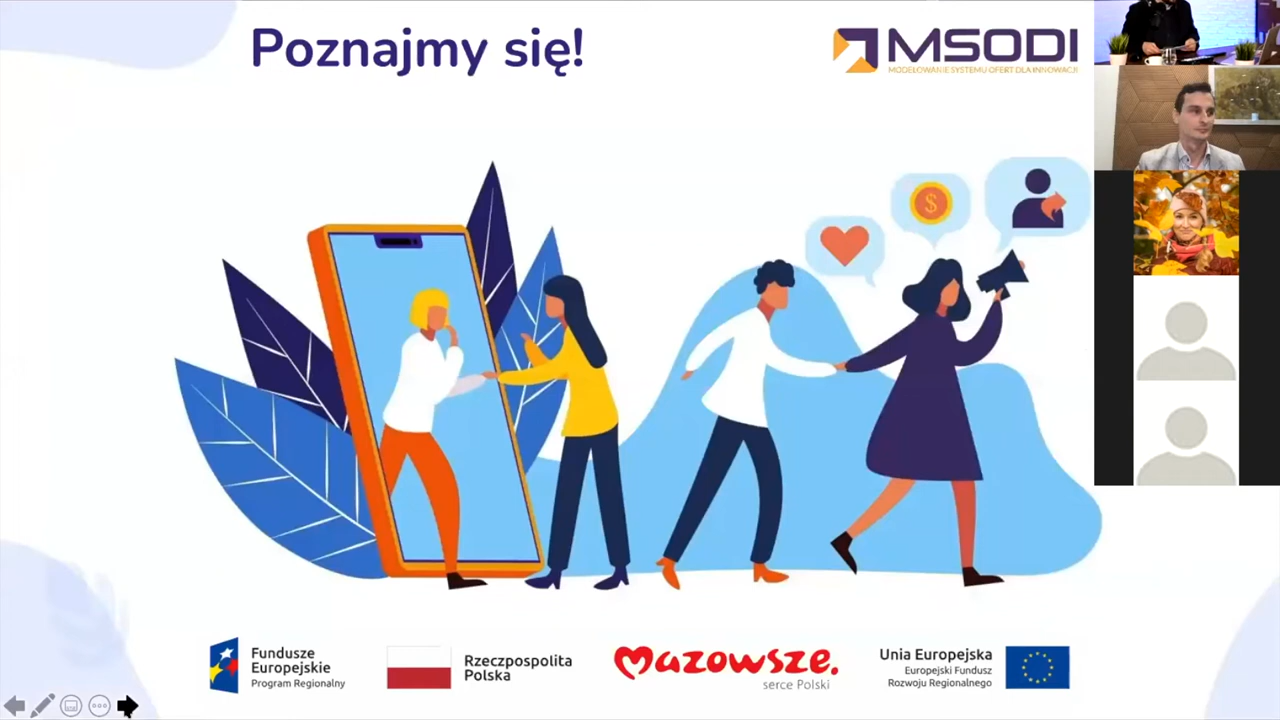 Poznajmy się!
MSODI
MODELOWANIE SYSTEMU OFERT DLA INNOWACJI
$
Fundusze
Europejskie
Program Regionalny
Rzeczpospolita
Polska
mazowsze.
serce Polski
Unia Europejska
Europejski Fundusz
Rozwoju Regionalnego